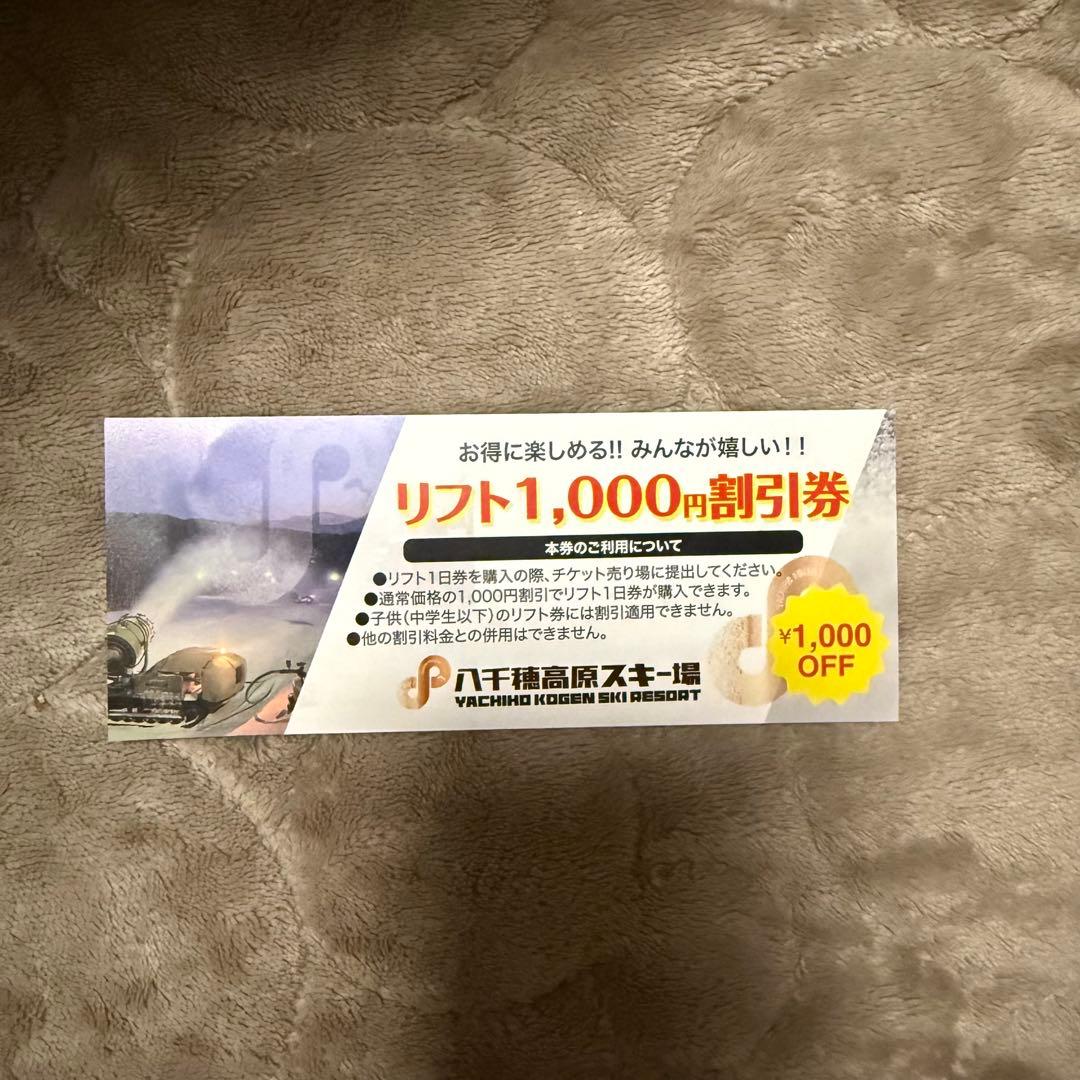 お得に楽しめる!! みんなが嬉しい!!
リフト1,000円割引券
本券のご利用について
●リフト1日券を購入の際、チケット売り場に提出してください。
●通常価格の1,000円割引でリフト1日券が購入できます。
●子供(中学生以下)のリフト券には割引適用できません。
●他の割引料金との併用はできません。
¥1,000
OFF
八千穂高原スキー場
YACHIHO KOGEN SKI RESORT